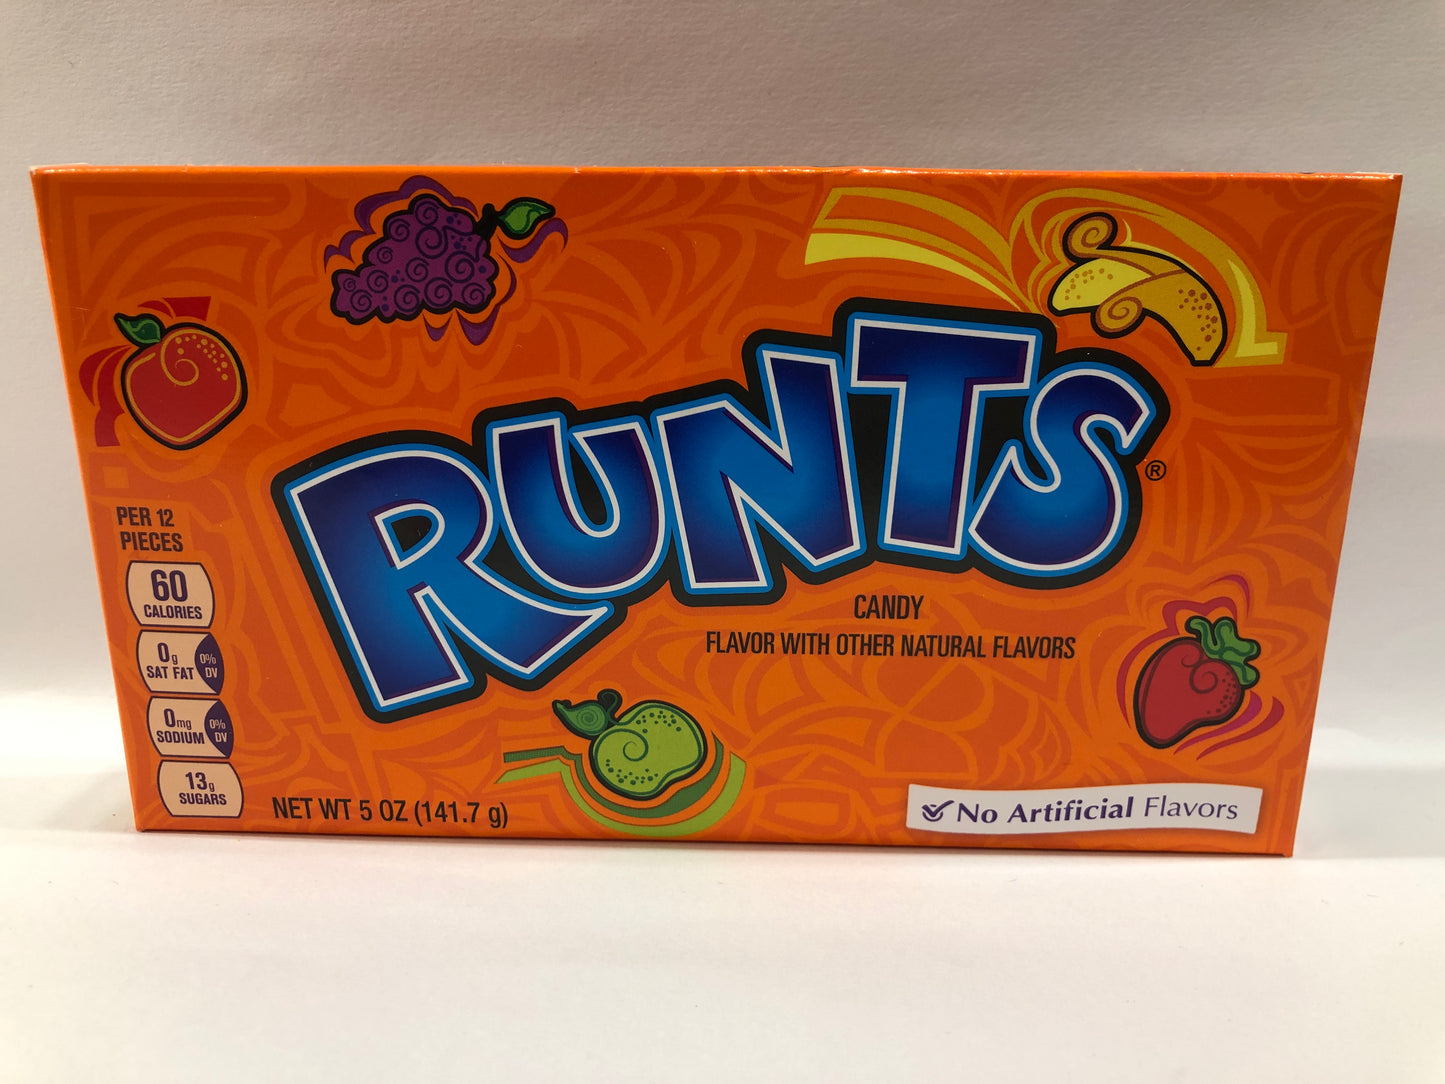 RUNTS®
CANDY
FLAVOR WITH OTHER NATURAL FLAVORS
PER 12
PIECES
60
CALORIES
0g
SAT FAT
0%
DV
0mg
SODIUM
0%
DV
13g
SUGARS
NET WT 5 OZ (141.7 g)
No Artificial Flavors